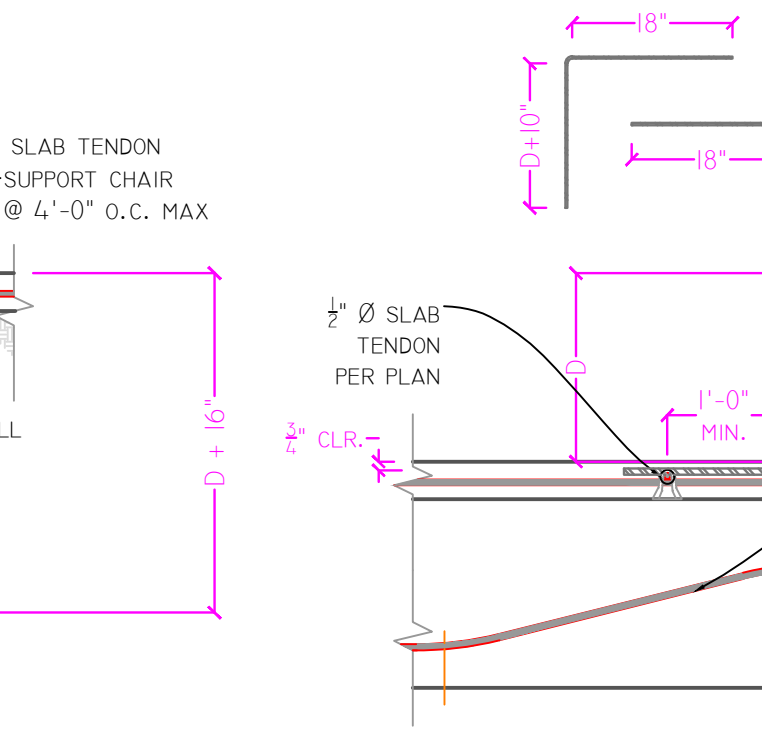 18"
D+10"
18"
SLAB TENDON
SUPPORT CHAIR
@ 4'-0" O.C. MAX
D + 16"
½" Ø SLAB
TENDON
PER PLAN
D
1'-0"
MIN.
¾" CLR.